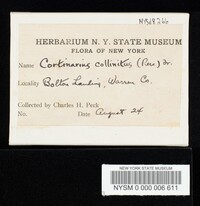 HERBARIUM N. Y. STATE MUSEUM
FLORA OF NEW YORK
Name Cortinarius collinitus (Pers) Fr.
Locality Bolton Landing, Warren Co.
Collected by Charles H. Peck
No. Date August 24
NEW YORK STATE MUSEUM
NYSM 0 000 006 611